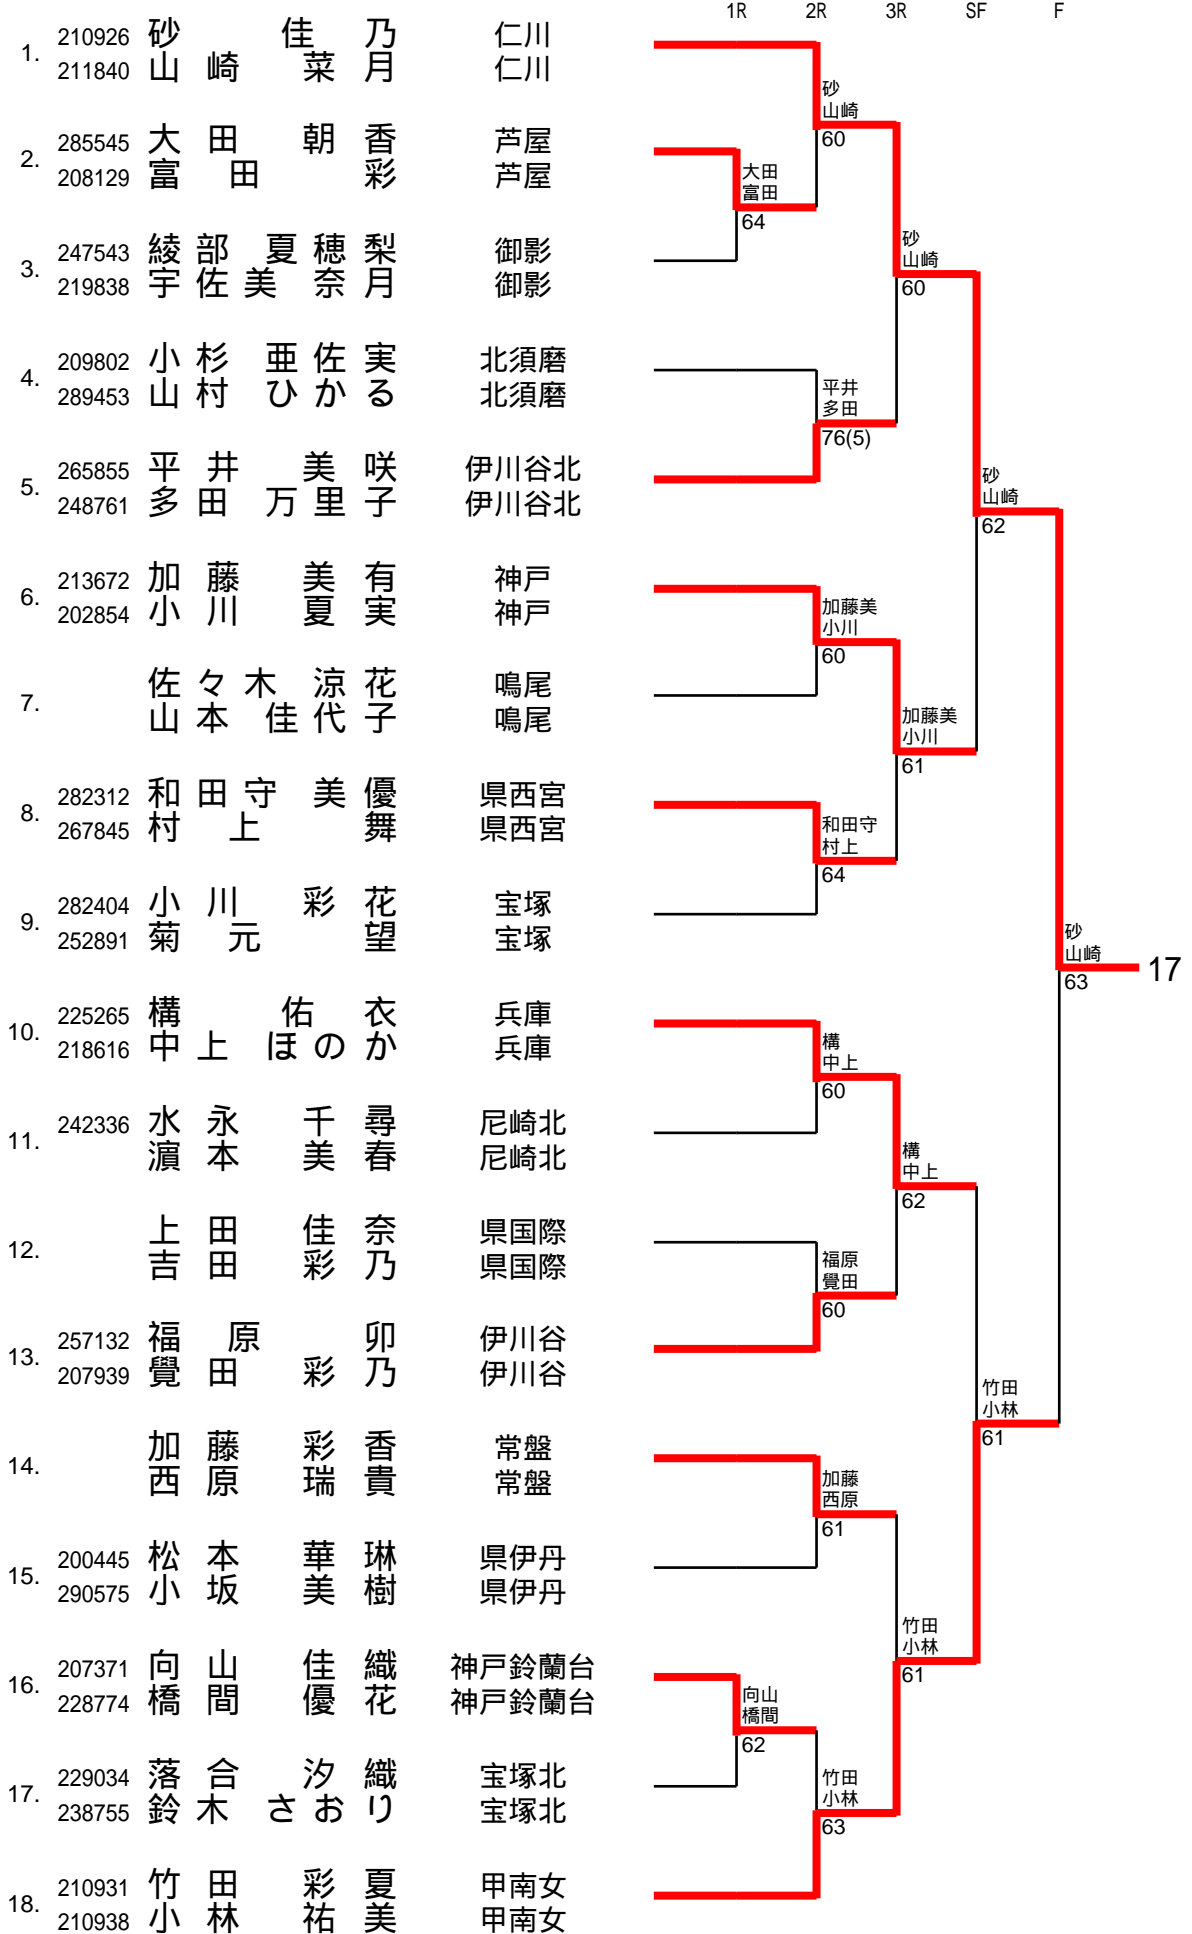 1R 2R 3R SF F
1. 210926 砂 佳乃 仁川
211840 山崎 菜月 仁川
2. 285545 大田 朝香 芦屋
208129 富田 彩 芦屋
3. 247543 綾部 夏穂梨 御影
219838 宇佐美 奈月 御影
4. 209802 小杉 亜佐実 北須磨
289453 山村 ひかる 北須磨
5. 265855 平井 美咲 伊川谷北
248761 多田 万里子 伊川谷北
6. 213672 加藤 美有 神戸
202854 小川 夏実 神戸
7. 佐々木 涼花 鳴尾
山本 佳代子 鳴尾
8. 282312 和田守 美優 県西宮
267845 村上 舞 県西宮
9. 282404 小川 彩花 宝塚
252891 菊元 望 宝塚
10. 225265 構 佑衣 兵庫
218616 中上 ほのか 兵庫
11. 242336 水永 千尋 尼崎北
濵本 美春 尼崎北
12. 上田 佳奈 県国際
吉田 彩乃 県国際
13. 257132 福原 卯 伊川谷
207939 覺田 彩乃 伊川谷
14. 加藤 彩香 常盤
西原 瑞貴 常盤
15. 200445 松本 華琳 県伊丹
290575 小坂 美樹 県伊丹
16. 207371 向山 佳織 神戸鈴蘭台
228774 橋間 優花 神戸鈴蘭台
17. 229034 落合 汐織 宝塚北
238755 鈴木 さおり 宝塚北
18. 210931 竹田 彩夏 甲南女
210938 小林 祐美 甲南女
大田
富田
64
向山
橋間
62
砂
山崎
60
平井
多田
76(5)
加藤美
小川
60
和田守
村上
64
構
中上
60
福原
覺田
60
加藤
西原
61
竹田
小林
63
砂
山崎
60
加藤美
小川
61
構
中上
62
竹田
小林
61
砂
山崎
62
竹田
小林
61
砂
山崎
63
17